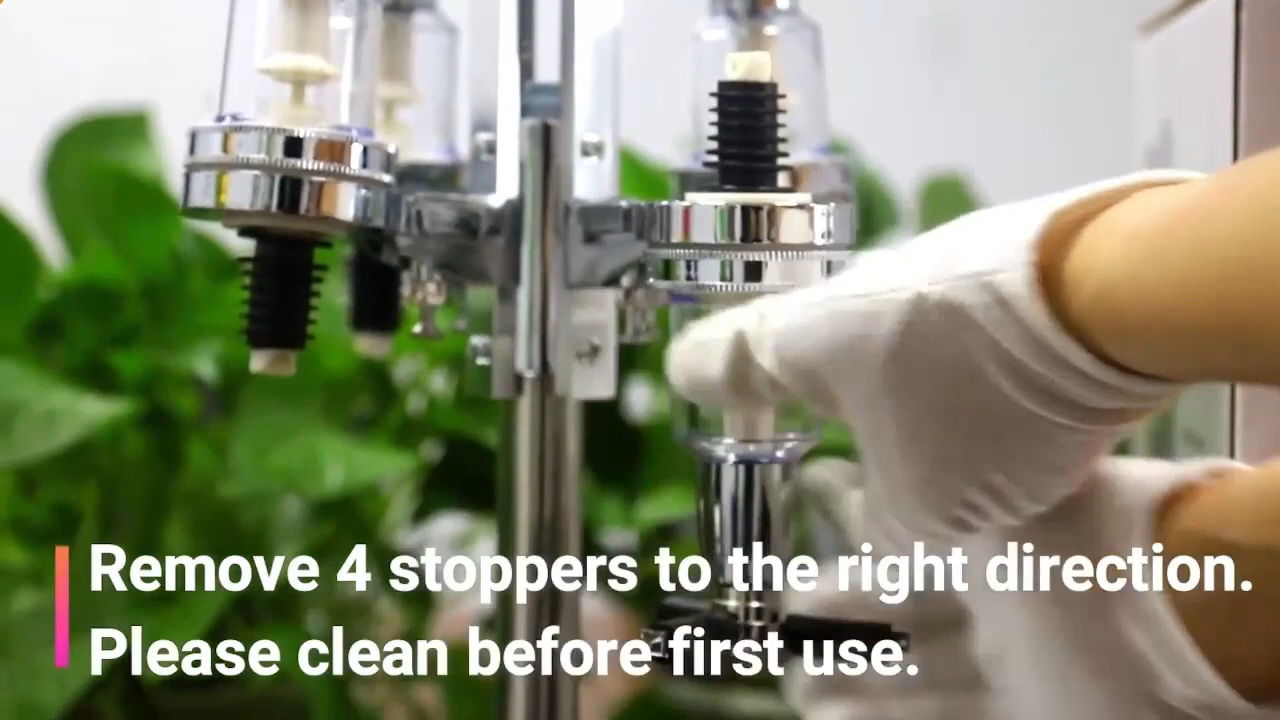 Remove 4 stoppers to the right direction.
Please clean before first use.